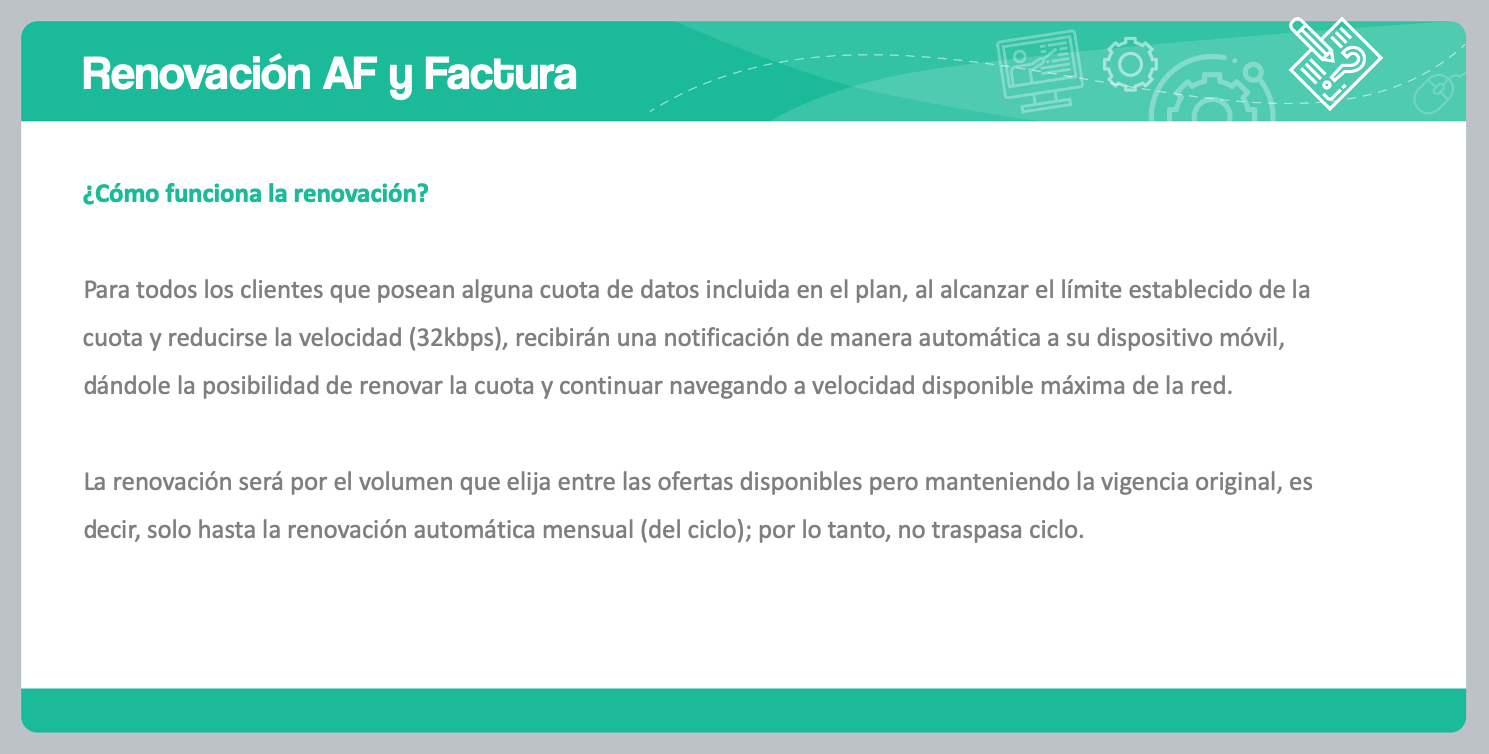 Renovación AF y Factura
¿Cómo funciona la renovación?
Para todos los clientes que posean alguna cuota de datos incluida en el plan, al alcanzar el límite establecido de la
cuota y reducirse la velocidad (32kbps), recibirán una notificación de manera automática a su dispositivo móvil,
dándole la posibilidad de renovar la cuota y continuar navegando a velocidad disponible máxima de la red.
La renovación será por el volumen que elija entre las ofertas disponibles pero manteniendo la vigencia original, es
decir, solo hasta la renovación automática mensual (del ciclo); por lo tanto, no traspasa ciclo.